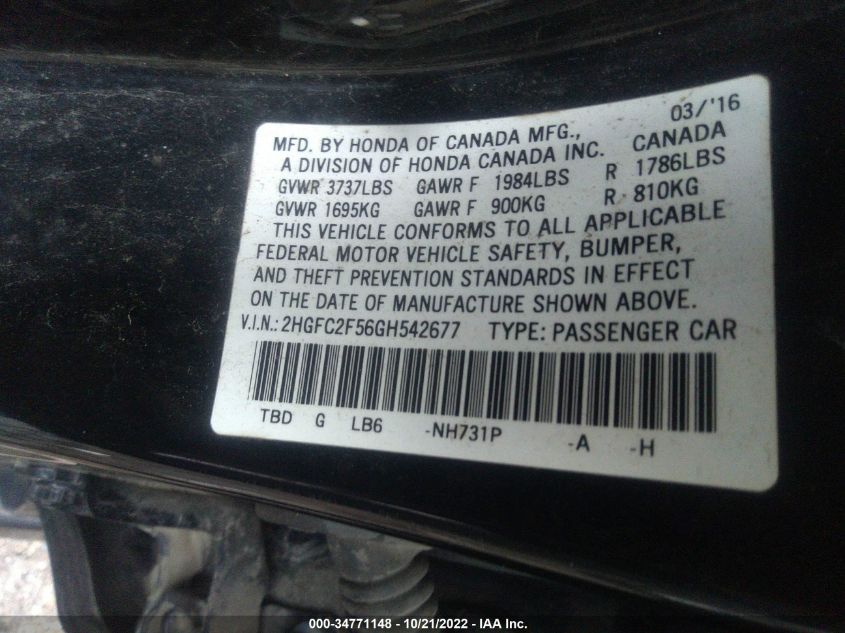 03/'16
MFD. BY HONDA OF CANADA MFG., CANADA
A DIVISION OF HONDA CANADA INC.
GVWR 3737LBS GAWR F 1984LBS R 1786LBS
GVWR 1695KG GAWR F 900KG R 810KG
THIS VEHICLE CONFORMS TO ALL APPLICABLE
FEDERAL MOTOR VEHICLE SAFETY, BUMPER,
AND THEFT PREVENTION STANDARDS IN EFFECT
ON THE DATE OF MANUFACTURE SHOWN ABOVE.
V.I.N.: 2HGFC2F56GH542677 TYPE: PASSENGER CAR
TBD G LB6 -NH731P -A -H
000-34771148 - 10/21/2022 - IAA Inc.